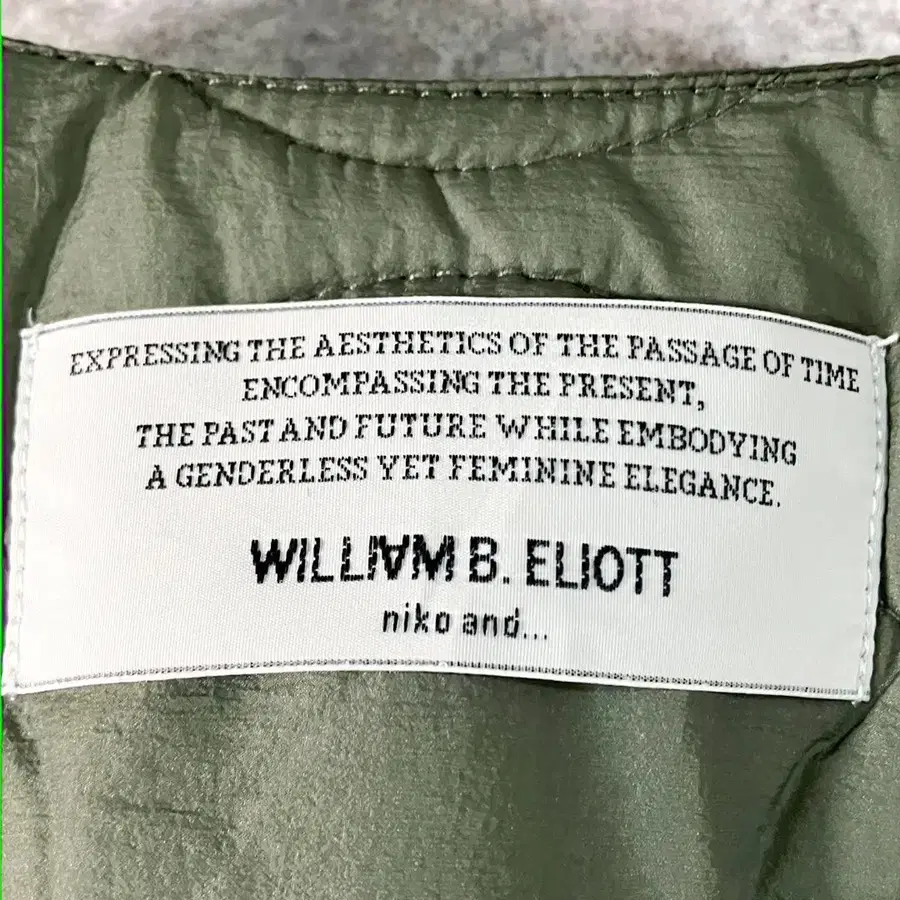 EXPRESSING THE AESTHETICS OF THE PASSAGE OF TIME
ENCOMPASSING THE PRESENT,
THE PAST AND FUTURE WHILE EMBODYING
A GENDERLESS YET FEMININE ELEGANCE.
WILLI∀M B. ELIOTT
niko and...